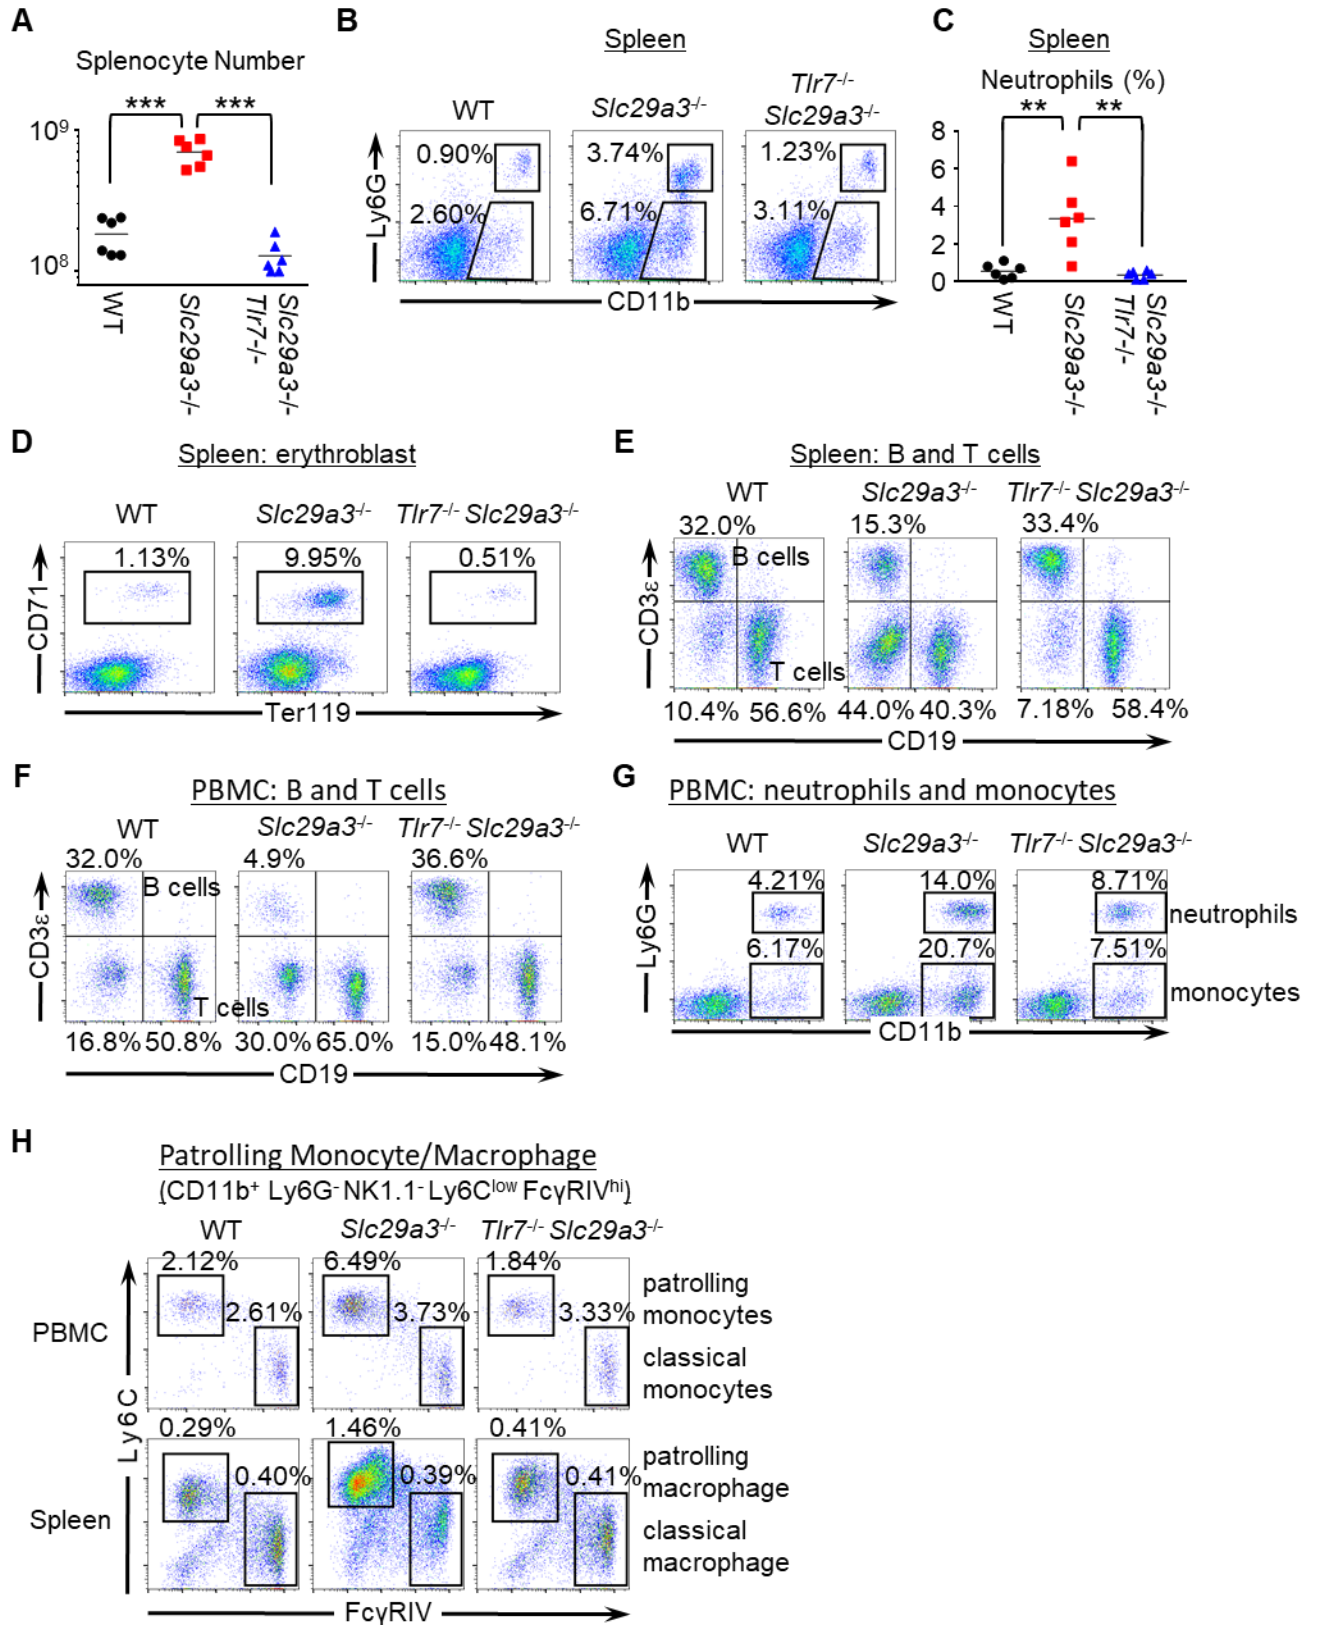 A
Splenocyte Number
*** ***
10⁹
10⁸
WT
Slc29a3-/-
Tlr7-/-
Slc29a3-/-
B
Spleen
WT
Slc29a3-/-
Tlr7-/-
Slc29a3-/-
0.90% 3.74% 1.23%
2.60% 6.71% 3.11%
Ly6G
CD11b
C
Spleen
Neutrophils (%)
** **
8
6
4
2
0
WT
Slc29a3-/-
Tlr7-/-
Slc29a3-/-
D
Spleen: erythroblast
WT Slc29a3-/- Tlr7-/- Slc29a3-/-
1.13% 9.95% 0.51%
CD71
Ter119
E
Spleen: B and T cells
WT Slc29a3-/- Tlr7-/- Slc29a3-/-
32.0% 15.3% 33.4%
B cells
CD3ε
T cells
10.4% 56.6% 44.0% 40.3% 7.18% 58.4%
CD19
F
PBMC: B and T cells
WT Slc29a3-/- Tlr7-/- Slc29a3-/-
32.0% 4.9% 36.6%
B cells
CD3ε
T cells
16.8% 50.8% 30.0% 65.0% 15.0% 48.1%
CD19
G
PBMC: neutrophils and monocytes
WT Slc29a3-/- Tlr7-/- Slc29a3-/-
4.21% 14.0% 8.71%
neutrophils
6.17% 20.7% 7.51%
monocytes
Ly6G
CD11b
H
Patrolling Monocyte/Macrophage
(CD11b⁺ Ly6G⁻ NK1.1⁻ Ly6Clow FcγRIVhi)
WT Slc29a3-/- Tlr7-/- Slc29a3-/-
PBMC
2.12% 6.49% 1.84%
patrolling
monocytes
2.61% 3.73% 3.33%
classical
monocytes
Ly6C
Spleen
0.29% 1.46% 0.41%
patrolling
macrophage
0.40% 0.39% 0.41%
classical
macrophage
FcγRIV